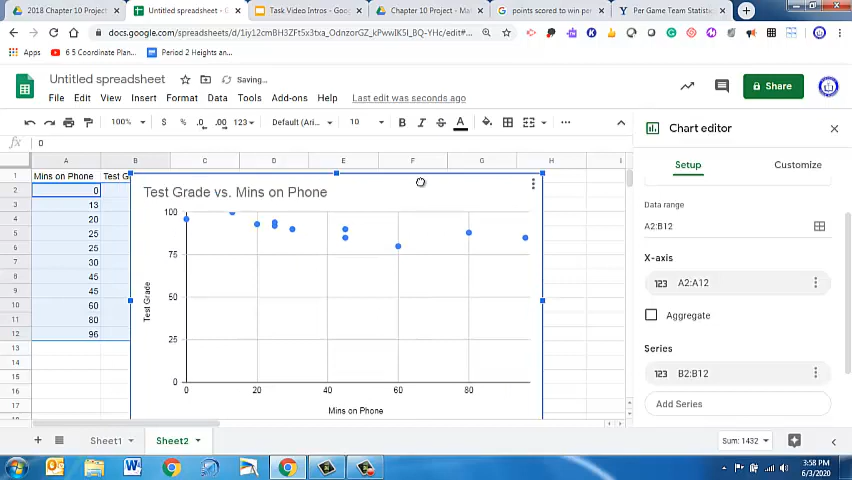 2018 Chapter 10 Project
Untitled spreadsheet
Task Video Intros - Goog
Chapter 10 Project - Ma
points scored to win per
Per Game Team Statistic
docs.google.com/spreadsheets/d/1iy12cmBH3ZFt5x3txa_OdnzorGZ_kPwwIK5I_BQ-YHc/edit#...
Apps
6 5 Coordinate Plan...
Period 2 Heights an...
Untitled spreadsheet
Saving...
File Edit View Insert Format Data Tools Add-ons Help Last edit was seconds ago
Share
100% $ % .0 .00 123 Default (Ari... 10 B I S A
fx 0
A B C D E F G H I
1 Mins on Phone Test G
2 0
3 13
4 20
5 25
6 25
7 30
8 45
9 45
10 60
11 80
12 96
13
14
15
16
17
Test Grade vs. Mins on Phone
100
75
50
25
0
Test Grade
0 20 40 60 80
Mins on Phone
Chart editor
Setup Customize
Data range
A2:B12
X-axis
123 A2:A12
Aggregate
Series
123 B2:B12
Add Series
Sheet1 Sheet2
Sum: 1432
3:58 PM
6/3/2020